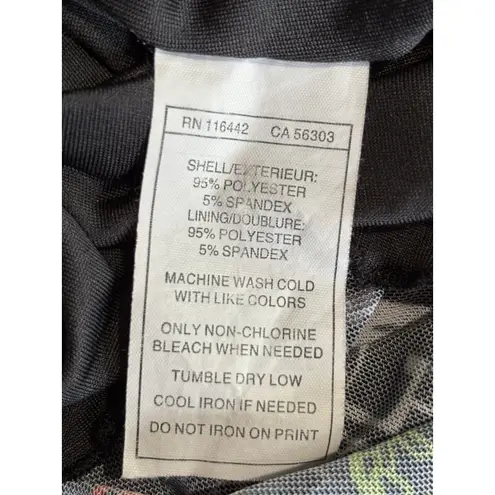 RN 116442 CA 56303
SHELL/EXTERIEUR:
95% POLYESTER
5% SPANDEX
LINING/DOUBLURE:
95% POLYESTER
5% SPANDEX
MACHINE WASH COLD
WITH LIKE COLORS
ONLY NON-CHLORINE
BLEACH WHEN NEEDED
TUMBLE DRY LOW
COOL IRON IF NEEDED
DO NOT IRON ON PRINT